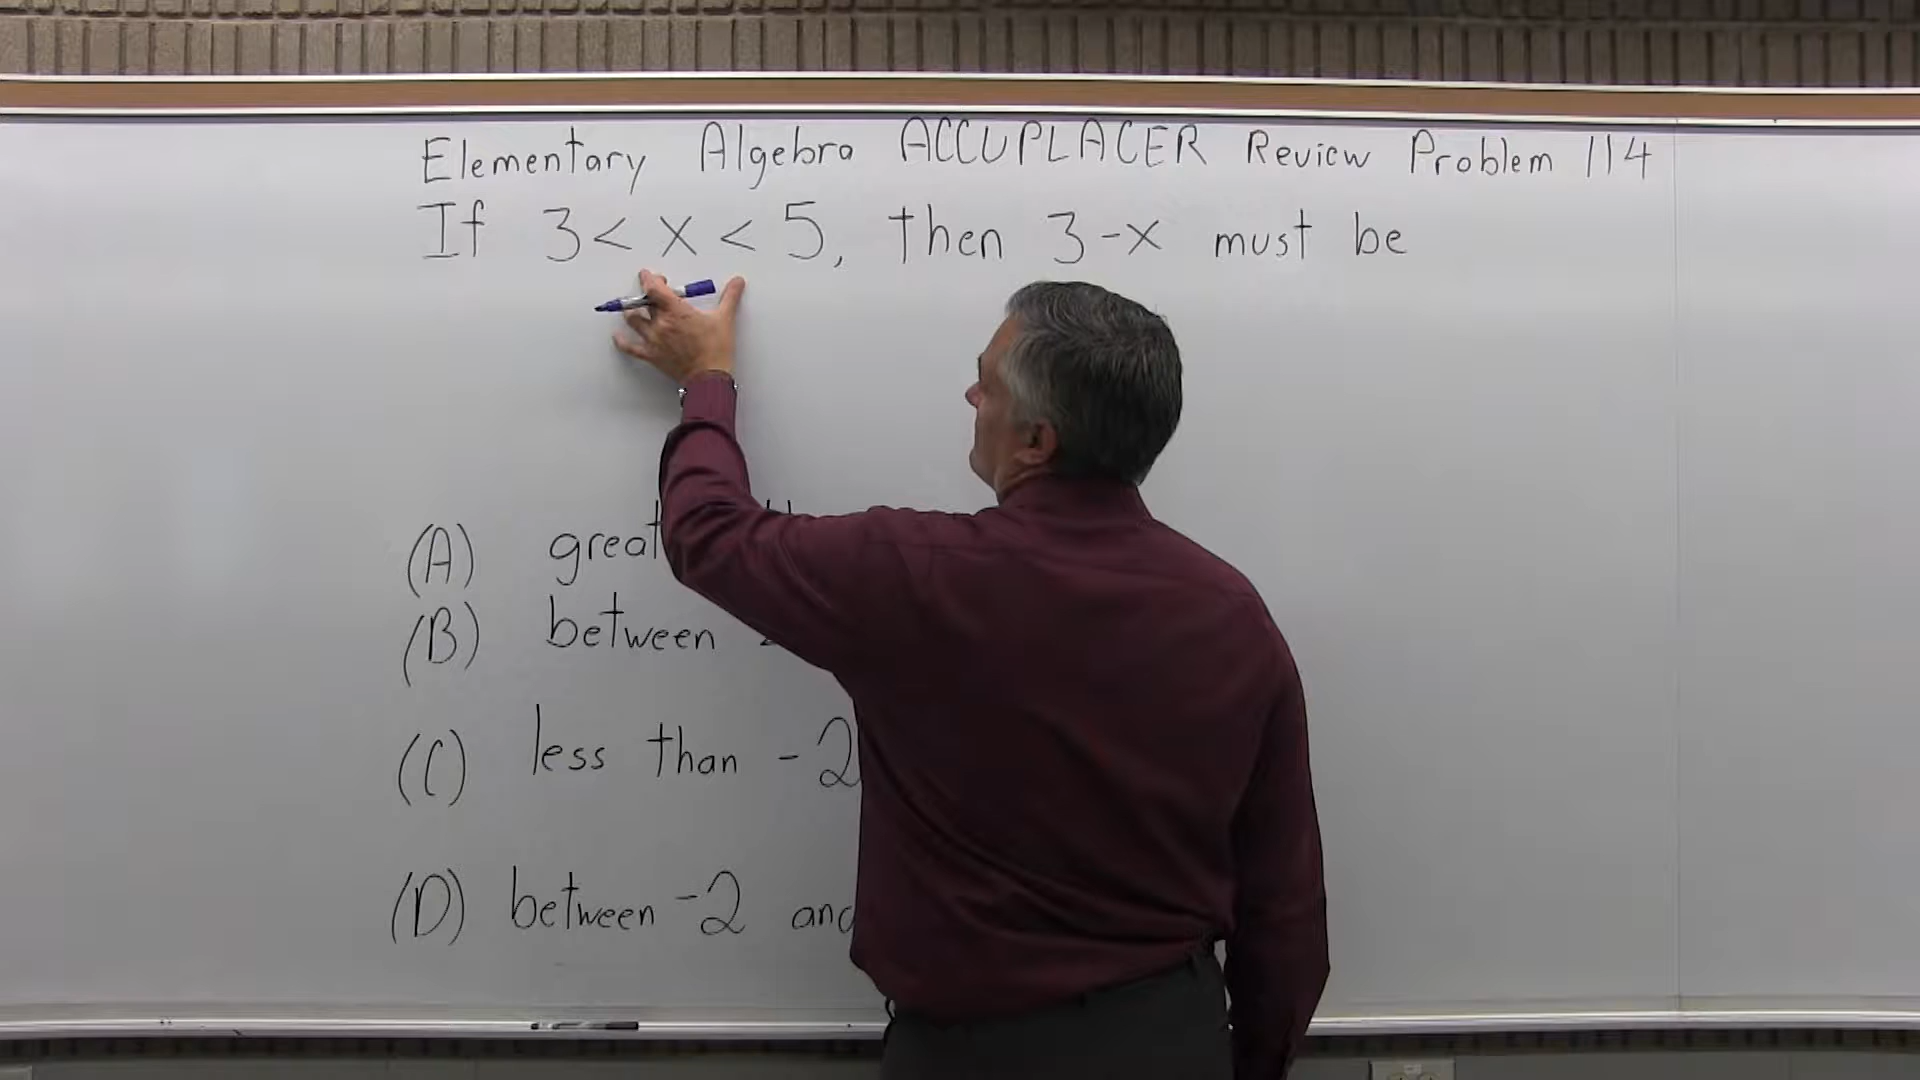 Elementary Algebra ACCUPLACER Review Problem 114
If 3 < x < 5, then 3-x must be
(A)
(B) between
(C) less than -2
(D) between -2 and